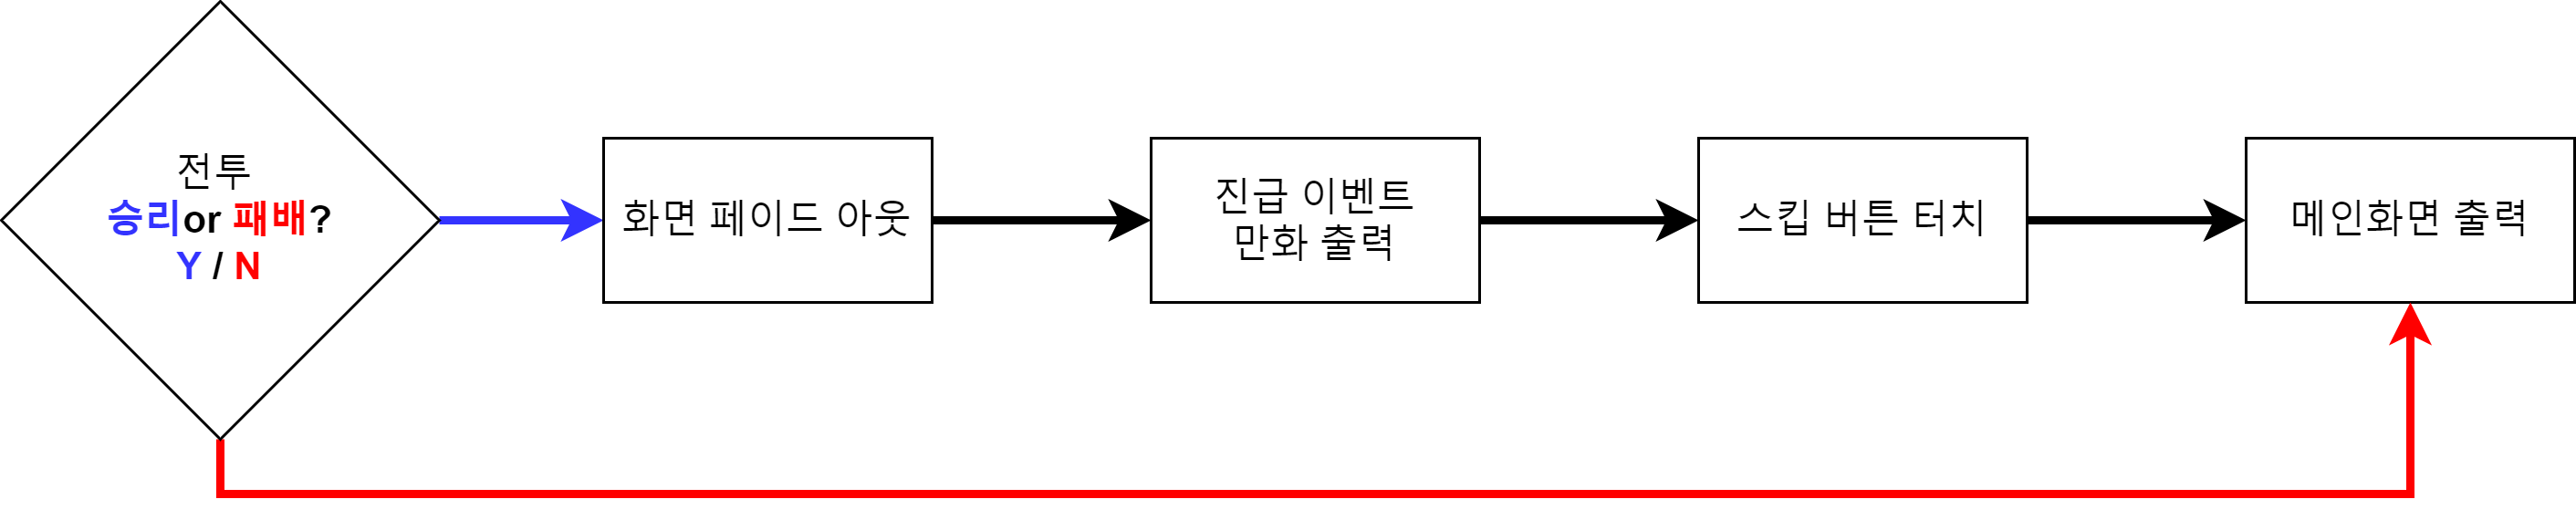 전투
승리or 패배?
Y / N
화면 페이드 아웃
진급 이벤트
만화 출력
스킵 버튼 터치
메인화면 출력